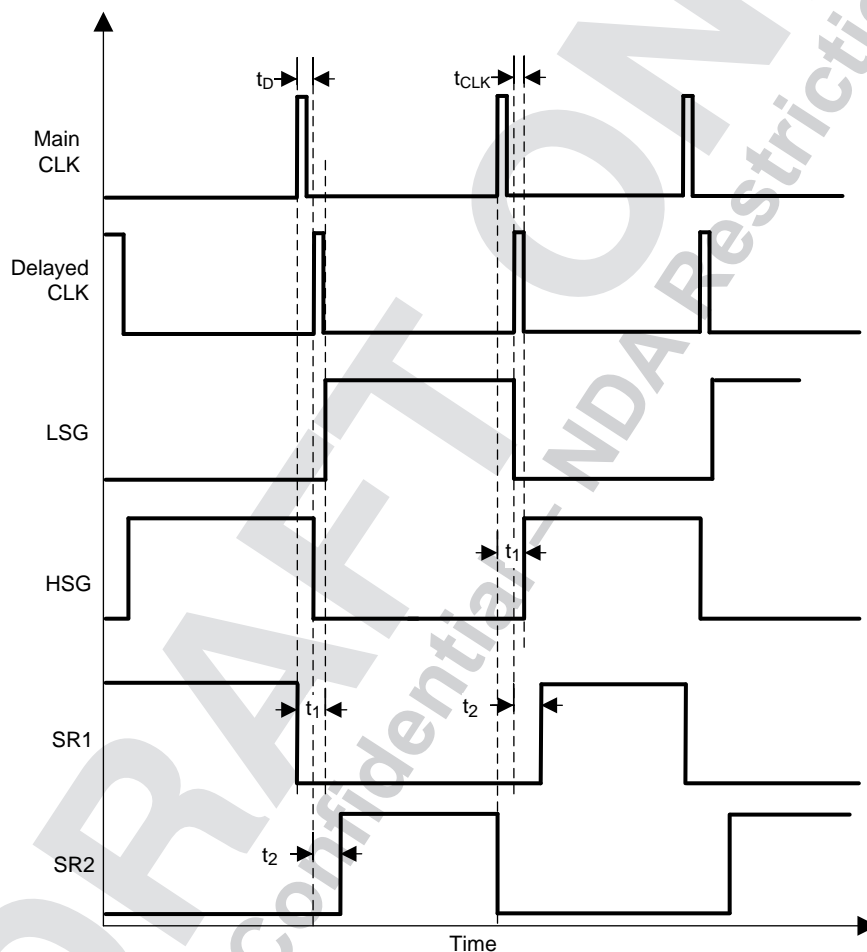 tD
tCLK
Main
CLK
Delayed
CLK
LSG
HSG
t1
SR1
t1
t2
SR2
t2
Time
DRAFT ON
Confidential – NDA